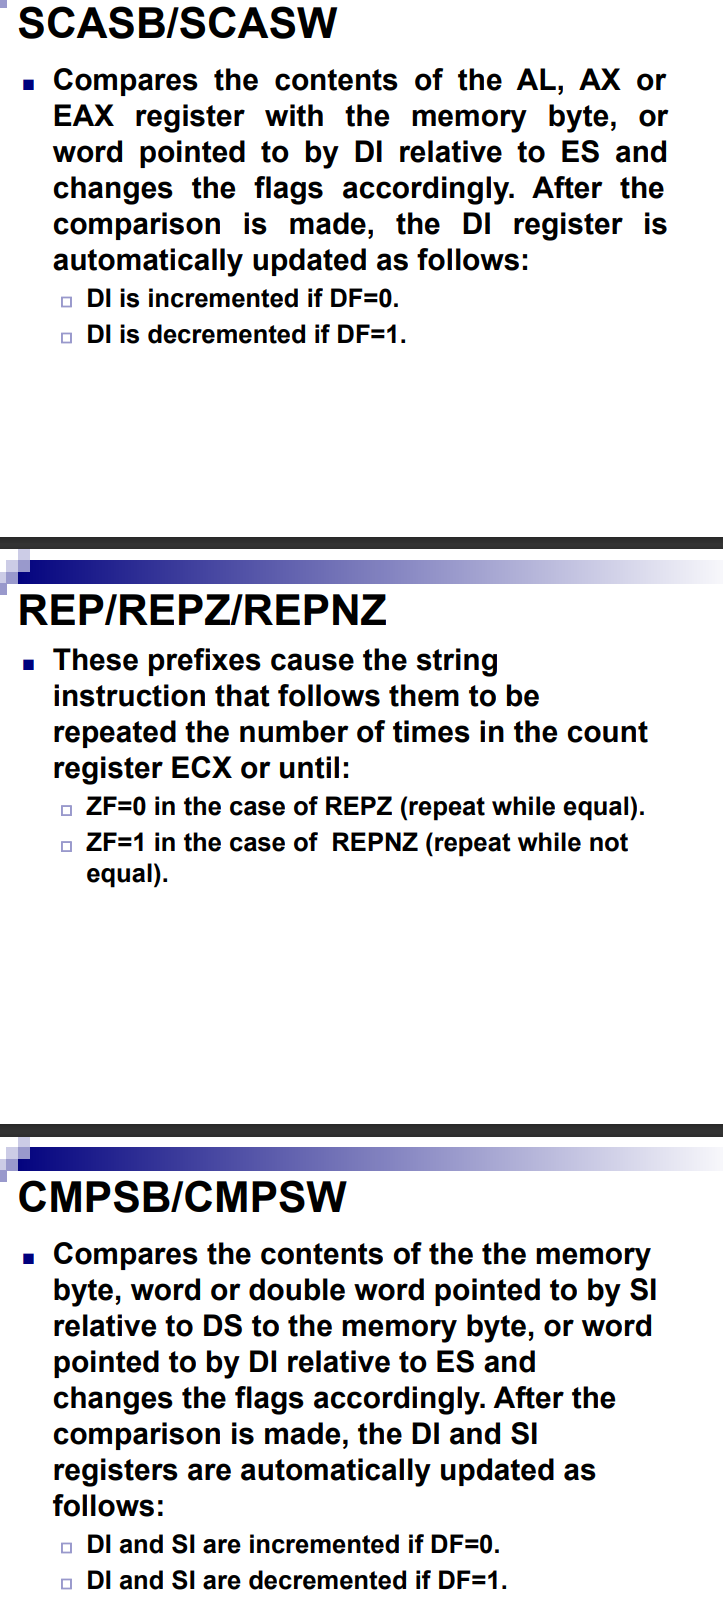 SCASB/SCASW
Compares the contents of the AL, AX or
EAX register with the memory byte, or
word pointed to by DI relative to ES and
changes the flags accordingly. After the
comparison is made, the DI register is
automatically updated as follows:
DI is incremented if DF=0.
DI is decremented if DF=1.
REP/REPZ/REPNZ
These prefixes cause the string
instruction that follows them to be
repeated the number of times in the count
register ECX or until:
ZF=0 in the case of REPZ (repeat while equal).
ZF=1 in the case of REPNZ (repeat while not
equal).
CMPSB/CMPSW
Compares the contents of the the memory
byte, word or double word pointed to by SI
relative to DS to the memory byte, or word
pointed to by DI relative to ES and
changes the flags accordingly. After the
comparison is made, the DI and SI
registers are automatically updated as
follows:
DI and SI are incremented if DF=0.
DI and SI are decremented if DF=1.